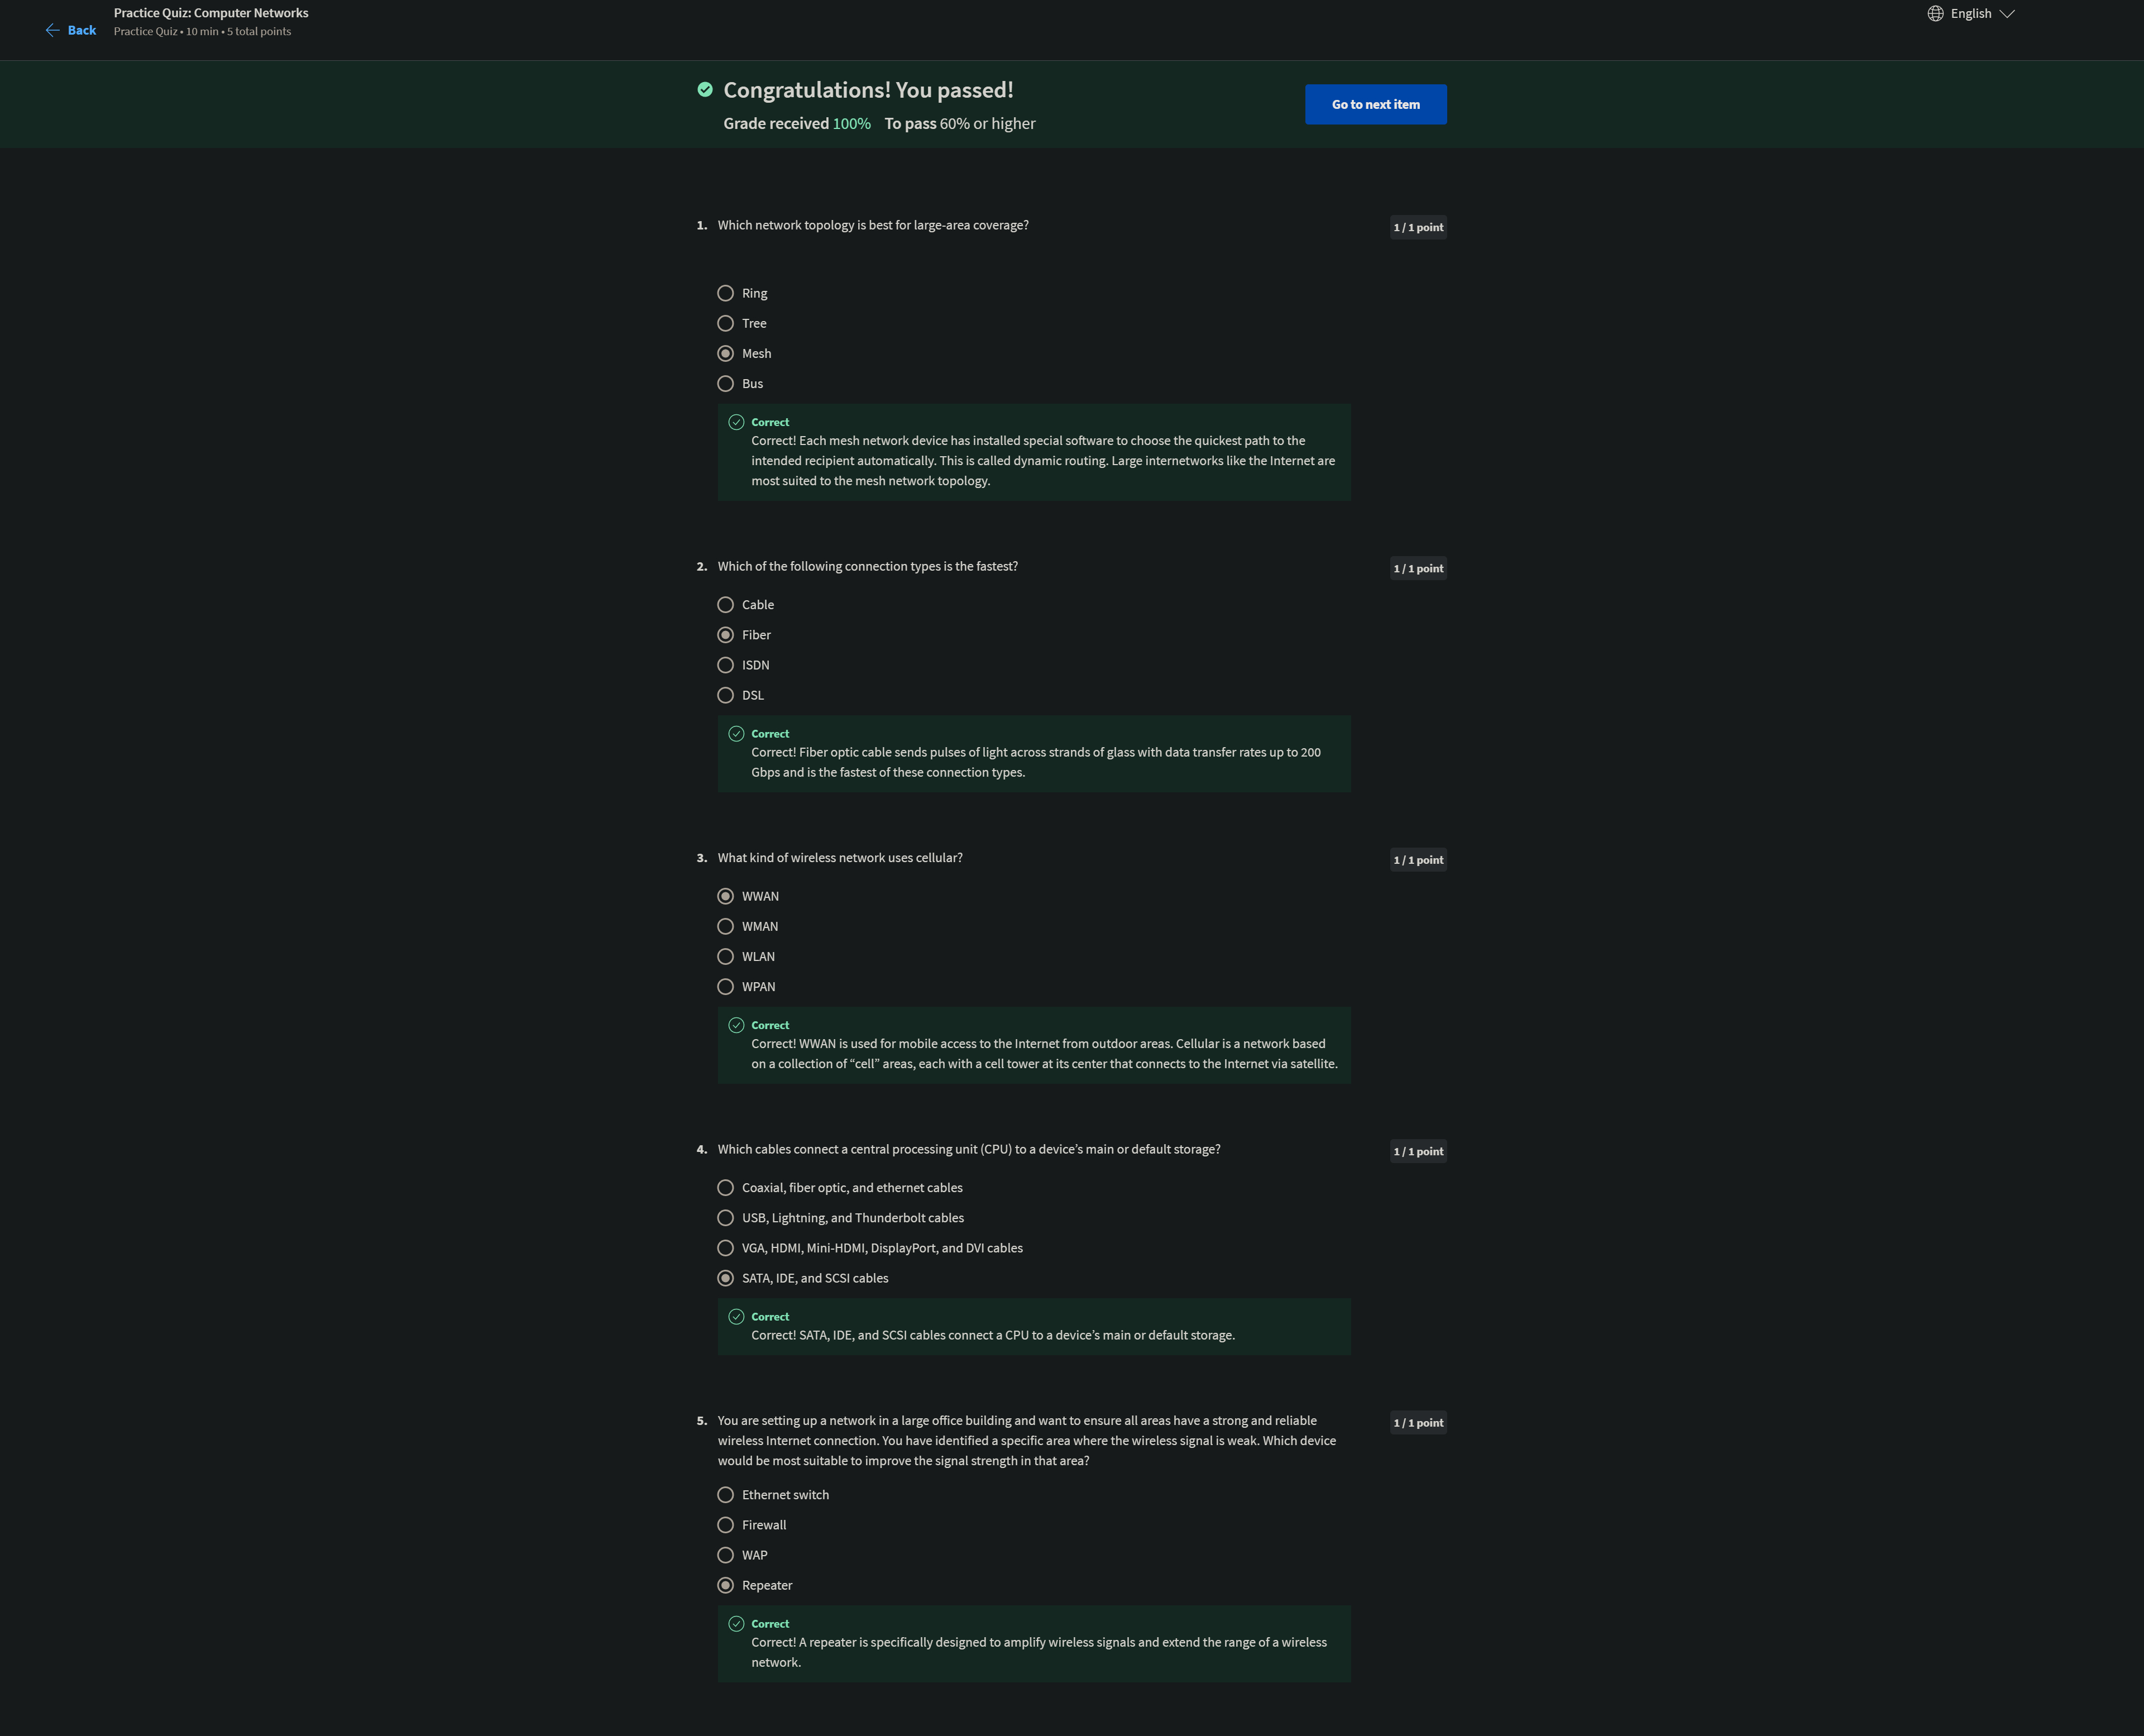 Back
Practice Quiz: Computer Networks
Practice Quiz • 10 min • 5 total points
English
Congratulations! You passed!
Grade received 100% To pass 60% or higher
Go to next item
1. Which network topology is best for large-area coverage?
1 / 1 point
Ring
Tree
Mesh
Bus
Correct
Correct! Each mesh network device has installed special software to choose the quickest path to the
intended recipient automatically. This is called dynamic routing. Large internetworks like the Internet are
most suited to the mesh network topology.
2. Which of the following connection types is the fastest?
1 / 1 point
Cable
Fiber
ISDN
DSL
Correct
Correct! Fiber optic cable sends pulses of light across strands of glass with data transfer rates up to 200
Gbps and is the fastest of these connection types.
3. What kind of wireless network uses cellular?
1 / 1 point
WWAN
WMAN
WLAN
WPAN
Correct
Correct! WWAN is used for mobile access to the Internet from outdoor areas. Cellular is a network based
on a collection of “cell” areas, each with a cell tower at its center that connects to the Internet via satellite.
4. Which cables connect a central processing unit (CPU) to a device’s main or default storage?
1 / 1 point
Coaxial, fiber optic, and ethernet cables
USB, Lightning, and Thunderbolt cables
VGA, HDMI, Mini-HDMI, DisplayPort, and DVI cables
SATA, IDE, and SCSI cables
Correct
Correct! SATA, IDE, and SCSI cables connect a CPU to a device’s main or default storage.
5. You are setting up a network in a large office building and want to ensure all areas have a strong and reliable
wireless Internet connection. You have identified a specific area where the wireless signal is weak. Which device
would be most suitable to improve the signal strength in that area?
1 / 1 point
Ethernet switch
Firewall
WAP
Repeater
Correct
Correct! A repeater is specifically designed to amplify wireless signals and extend the range of a wireless
network.